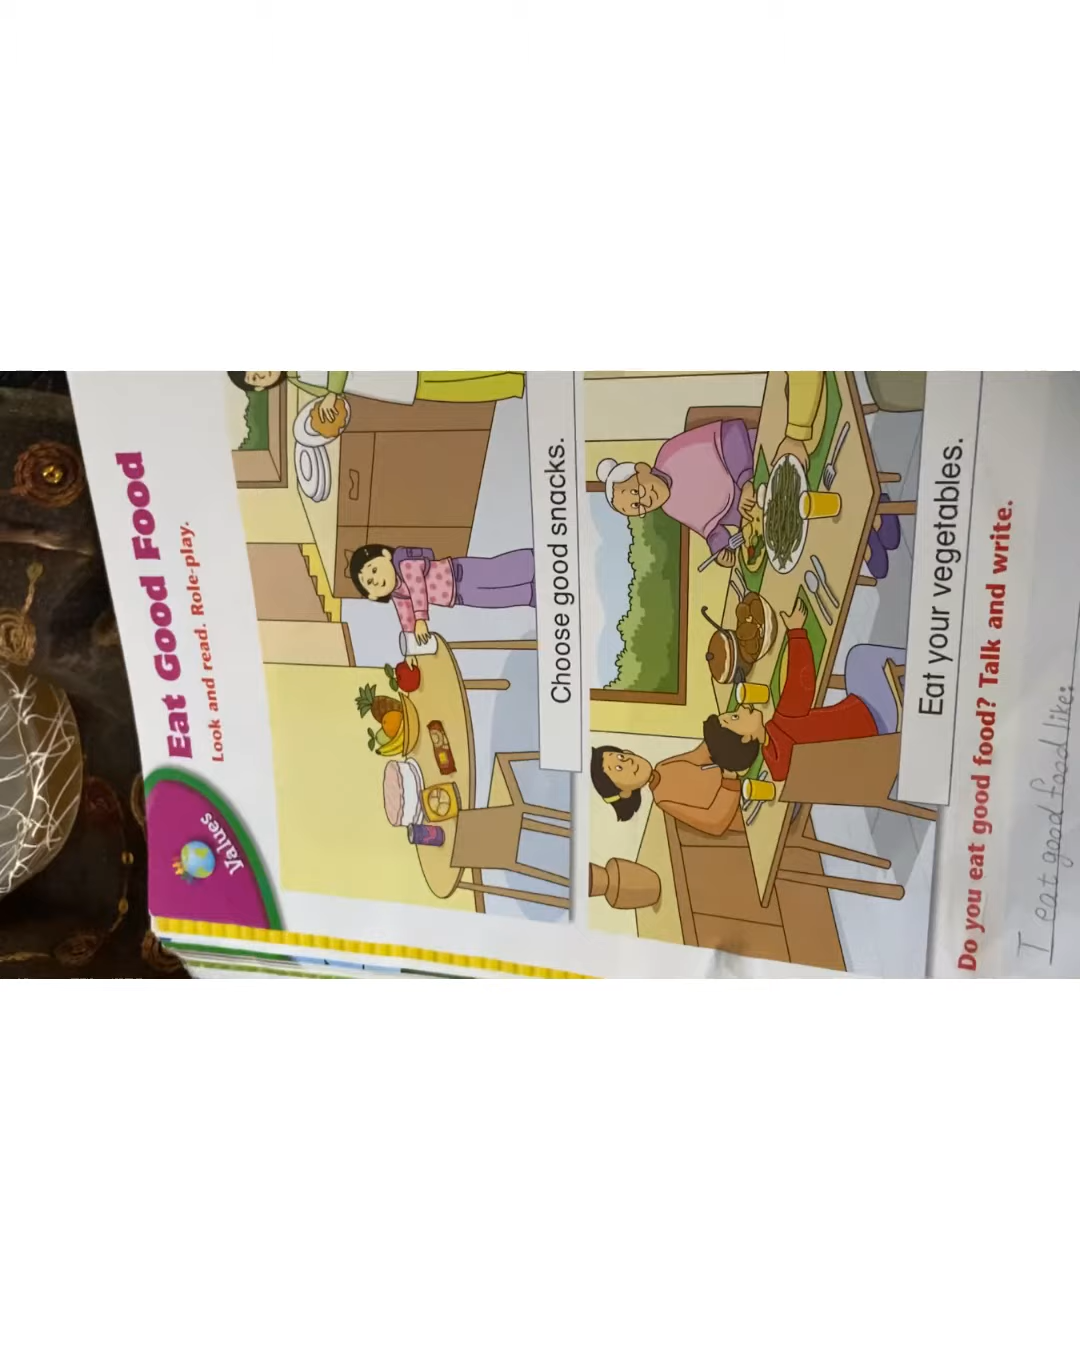 Values
Eat Good Food
Look and read. Role-play.
Choose good snacks.
Eat your vegetables.
Do you eat good food? Talk and write.
I eat good food like: